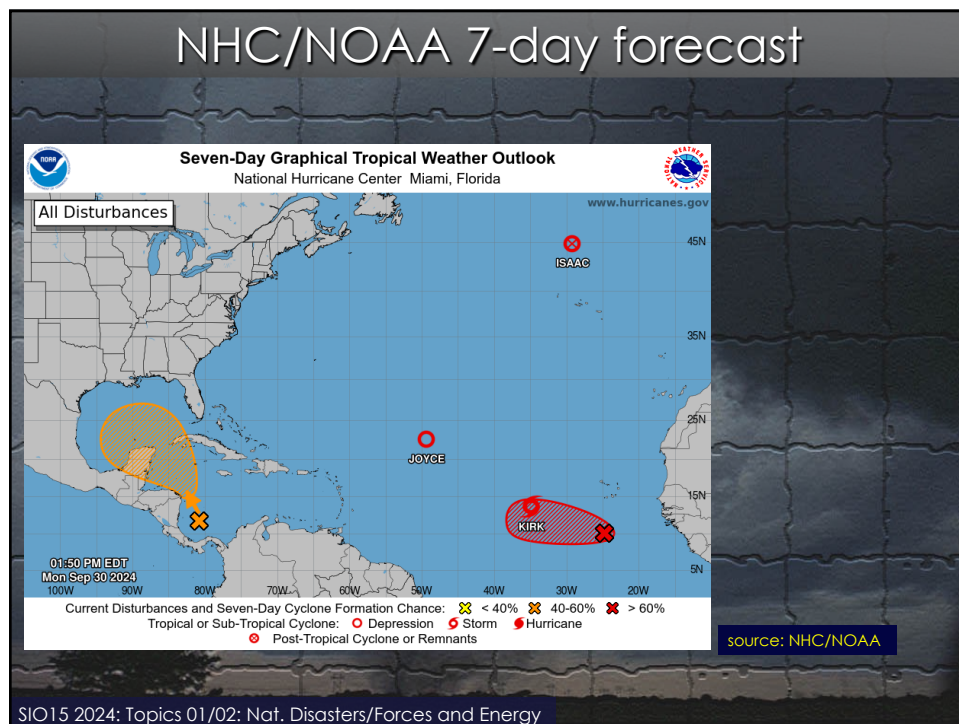 NHC/NOAA 7-day forecast
NOAA
Seven-Day Graphical Tropical Weather Outlook
National Hurricane Center Miami, Florida
NATIONAL WEATHER SERVICE
All Disturbances
www.hurricanes.gov
45N
ISAAC
35N
25N
JOYCE
15N
KIRK
01:50 PM EDT
Mon Sep 30 2024
5N
100W 90W 80W 70W 60W 50W 40W 30W 20W
Current Disturbances and Seven-Day Cyclone Formation Chance: < 40% 40-60% > 60%
Tropical or Sub-Tropical Cyclone: Depression Storm Hurricane
Post-Tropical Cyclone or Remnants
source: NHC/NOAA
SIO15 2024: Topics 01/02: Nat. Disasters/Forces and Energy